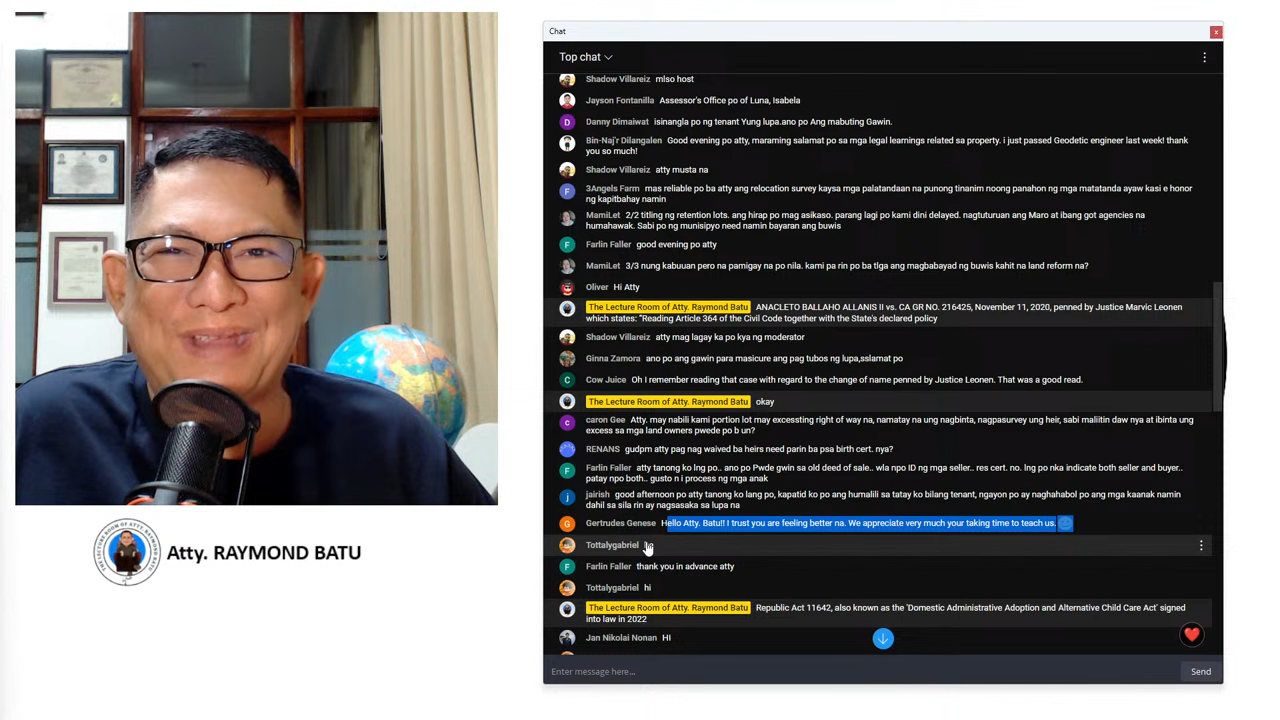 Chat
x
Top chat
Shadow Villareiz mlso host
Jayson Fontanilla Assessor's Office po of Luna, Isabela
D Danny Dimaiwat isinangla po ng tenant Yung lupa.ano po Ang mabuting Gawin.
Bin-Naj'r Dilangalen Good evening po atty, maraming salamat po sa mga legal learnings related sa property. i just passed Geodetic engineer last week! thank
you so much!
Shadow Villareiz atty musta na
F 3Angels Farm mas reliable po ba atty ang relocation survey kaysa mga palatandaan na punong tinanim noong panahon ng mga matatanda ayaw kasi e honor
ng kapitbahay namin
MamiLet 2/2 titling ng retention lots. ang hirap po mag asikaso. parang lagi po kami dini delayed. nagtuturuan ang Maro at ibang got agencies na
humahawak. Sabi po ng munisipyo need namin bayaran ang buwis
F Farlin Faller good evening po atty
MamiLet 3/3 nung kabuuan pero na pamigay na po nila. kami pa rin po ba tlga ang magbabayad ng buwis kahit na land reform na?
Oliver Hi Atty
The Lecture Room of Atty. Raymond Batu ANACLETO BALLAHO ALLANIS II vs. CA GR NO. 216425, November 11, 2020, penned by Justice Marvic Leonen
which states: "Reading Article 364 of the Civil Code together with the State's declared policy
Shadow Villareiz atty mag lagay ka po kya ng moderator
Ginna Zamora ano po ang gawin para masicure ang pag tubos ng lupa,sslamat po
C Cow Juice Oh I remember reading that case with regard to the change of name penned by Justice Leonen. That was a good read.
The Lecture Room of Atty. Raymond Batu okay
c caron Gee Atty. may nabili kami portion lot may excessting right of way na, namatay na ung nagbinta, nagpasurvey ung heir, sabi maliitin daw nya at ibinta ung
excess sa mga land owners pwede po b un?
RENANS gudpm atty pag nag waived ba heirs need parin ba psa birth cert. nya?
F Farlin Faller atty tanong ko lng po.. ano po Pwde gwin sa old deed of sale.. wla npo ID ng mga seller.. res cert. no. lng po nka indicate both seller and buyer..
patay npo both.. gusto n i process ng mga anak
j jairish good afternoon po atty tanong ko lang po, kapatid ko po ang humalili sa tatay ko bilang tenant, ngayon po ay naghahabol po ang mga kaanak namin
dahil sa sila rin ay nagsasaka sa lupa na
G Gertrudes Genese Hello Atty. Batu!! I trust you are feeling better na. We appreciate very much your taking time to teach us.
Tottalygabriel
F Farlin Faller thank you in advance atty
Tottalygabriel hi
The Lecture Room of Atty. Raymond Batu Republic Act 11642, also known as the 'Domestic Administrative Adoption and Alternative Child Care Act' signed
into law in 2022
Jan Nikolai Nonan HI
Enter message here...
Send
THE LECTURE ROOM OF ATTY. RAYMOND BATU
Atty. RAYMOND BATU